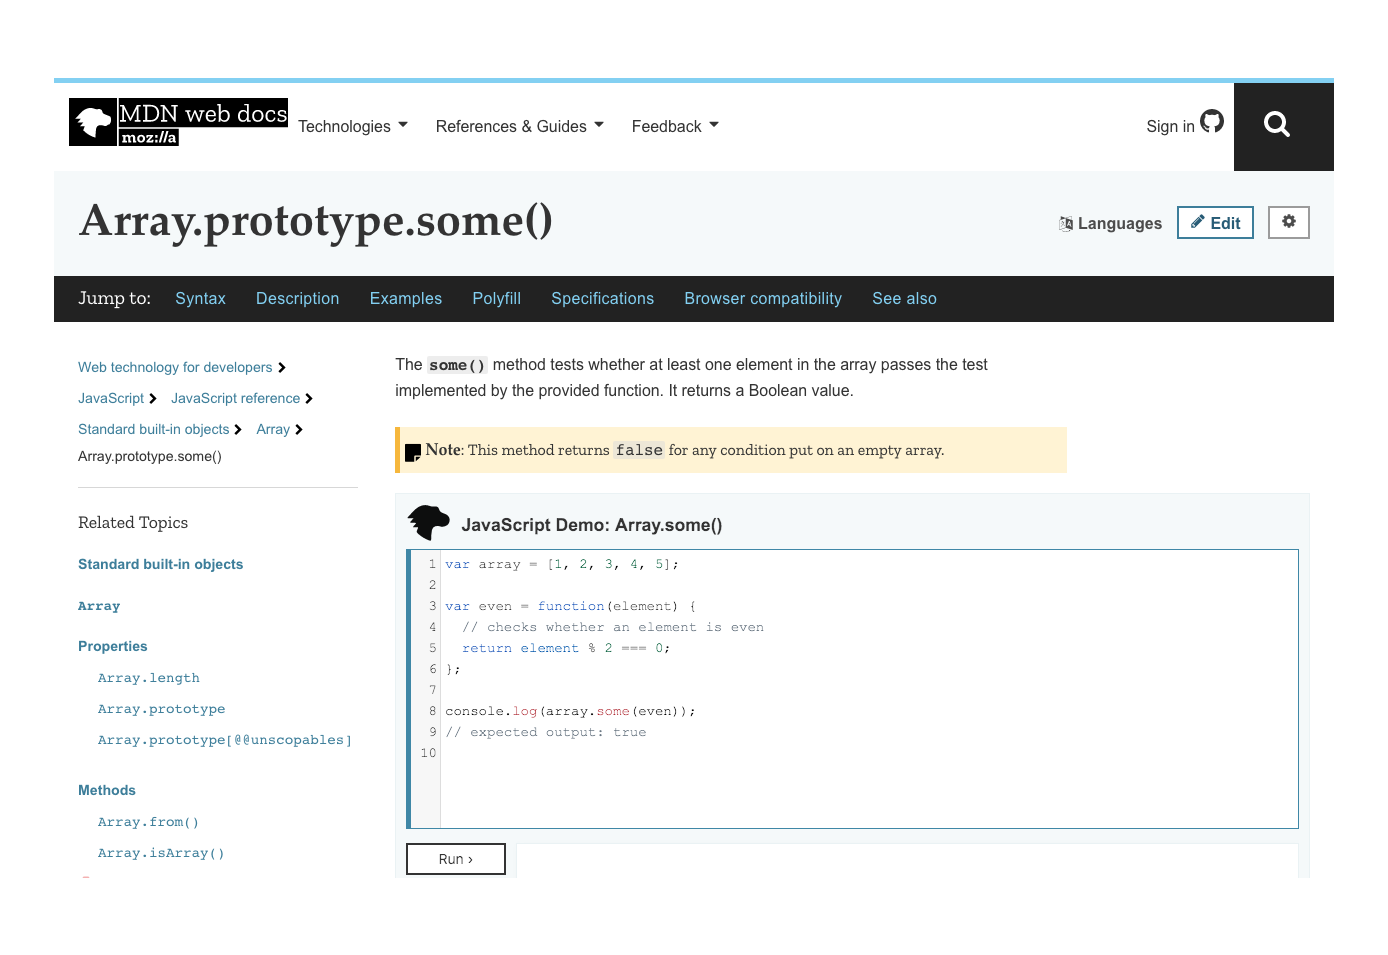 MDN web docs
moz://a
Technologies
References & Guides
Feedback
Sign in
Array.prototype.some()
Languages
Edit
Jump to:
Syntax
Description
Examples
Polyfill
Specifications
Browser compatibility
See also
Web technology for developers
JavaScript
JavaScript reference
Standard built-in objects
Array
Array.prototype.some()
Related Topics
Standard built-in objects
Array
Properties
Array.length
Array.prototype
Array.prototype[@@unscopables]
Methods
Array.from()
Array.isArray()
The some() method tests whether at least one element in the array passes the test
implemented by the provided function. It returns a Boolean value.
Note: This method returns false for any condition put on an empty array.
JavaScript Demo: Array.some()
1 var array = [1, 2, 3, 4, 5];
2
3 var even = function(element) {
4   // checks whether an element is even
5   return element % 2 === 0;
6 };
7
8 console.log(array.some(even));
9 // expected output: true
10
Run ›